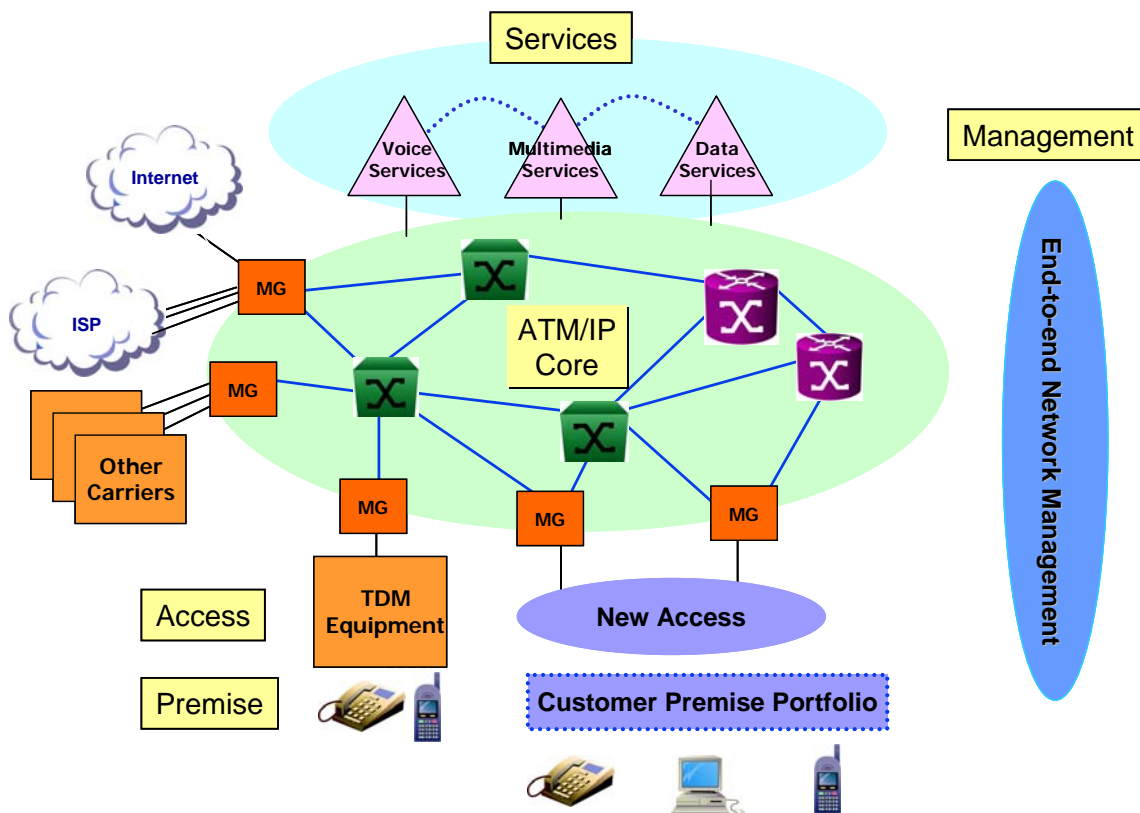 Services
Management
Voice
Services
Multimedia
Services
Data
Services
Internet
ISP
MG
ATM/IP
Core
MG
Other
Carriers
MG
MG
MG
End-to-end Network Management
Access
TDM
Equipment
New Access
Premise
Customer Premise Portfolio